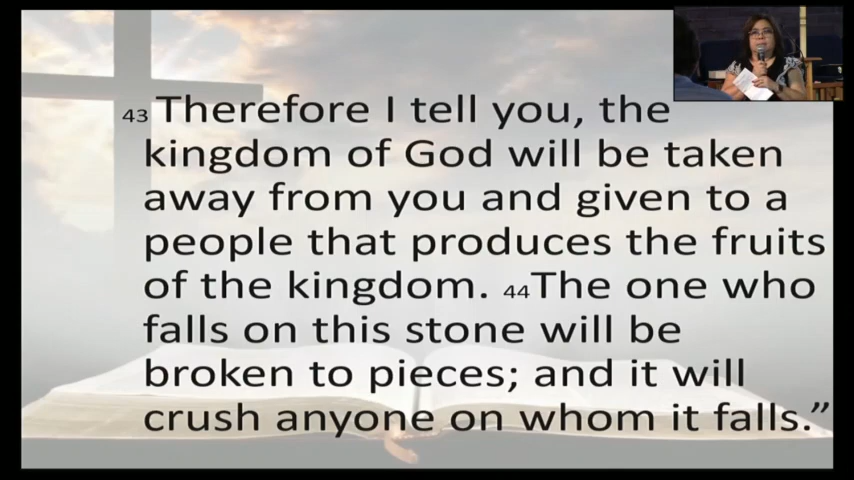 43 Therefore I tell you, the
kingdom of God will be taken
away from you and given to a
people that produces the fruits
of the kingdom. 44The one who
falls on this stone will be
broken to pieces; and it will
crush anyone on whom it falls.”